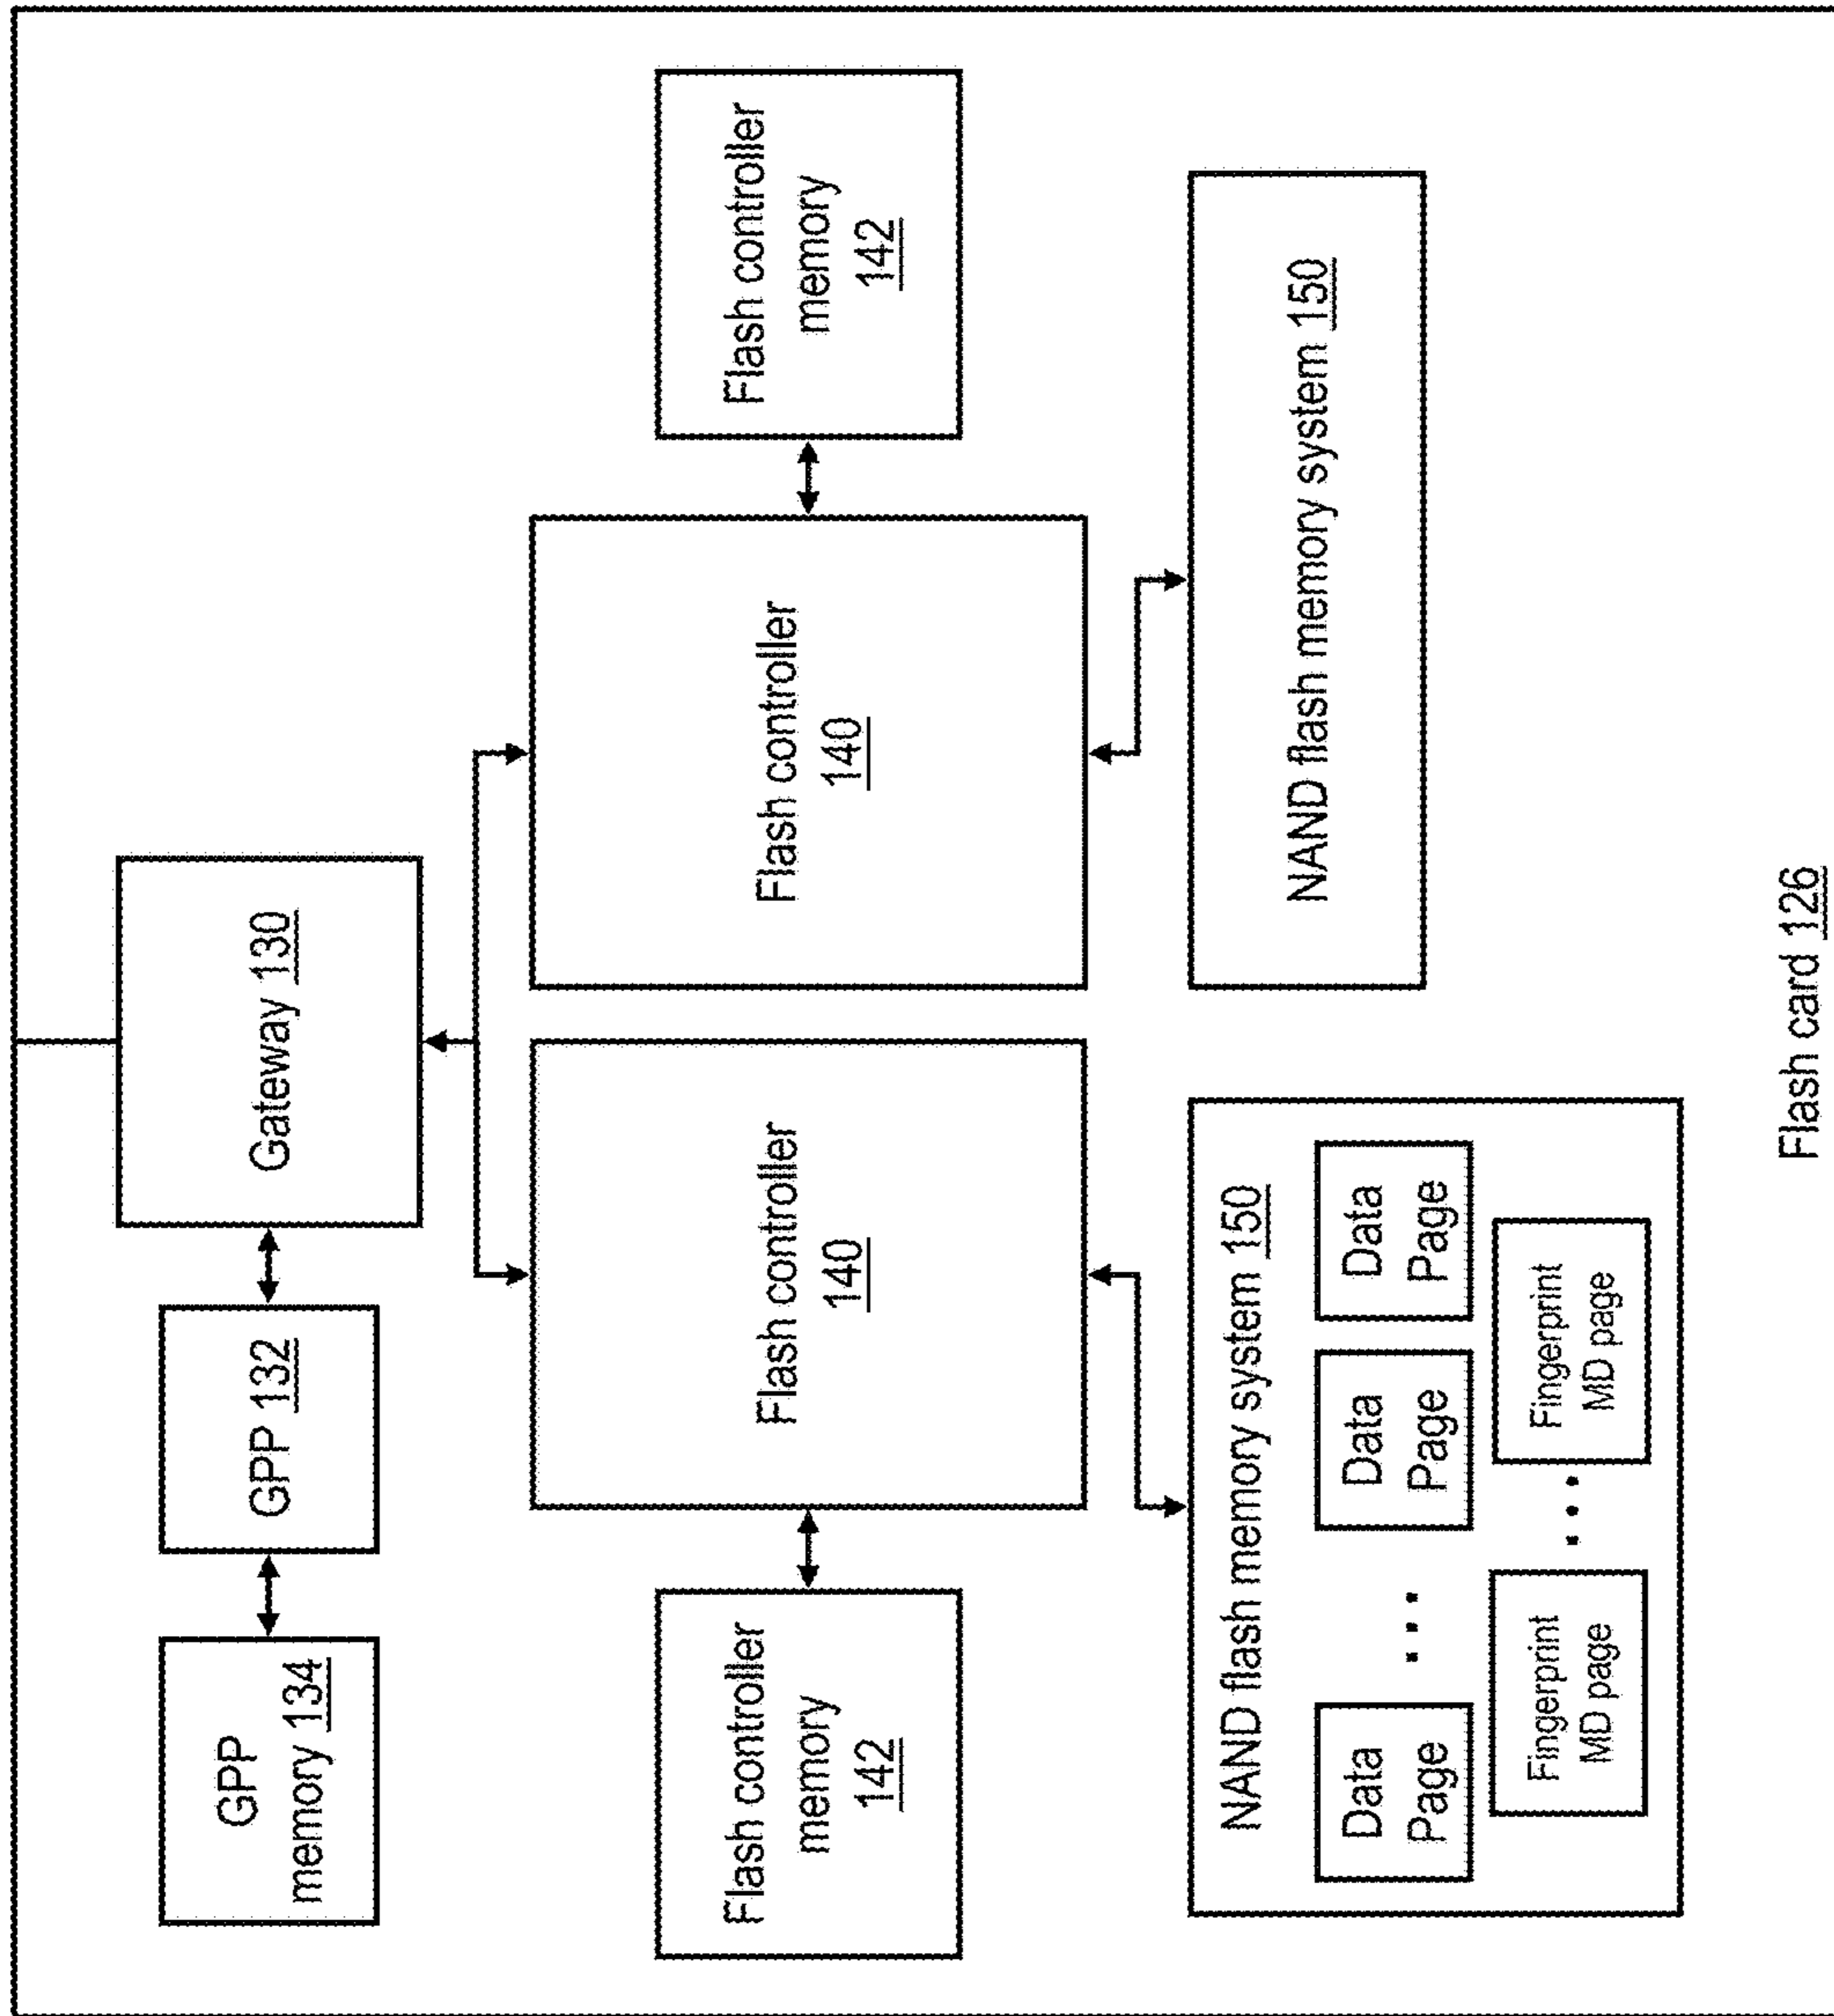 GPP
memory 134
GPP 132
Gateway 130
Flash controller
memory
142
Flash controller
140
Flash controller
140
Flash controller
memory
142
NAND flash memory system 150
Data
Page
...
Data
Page
Data
Page
Fingerprint
MD page
...
Fingerprint
MD page
NAND flash memory system 150
Flash card 126